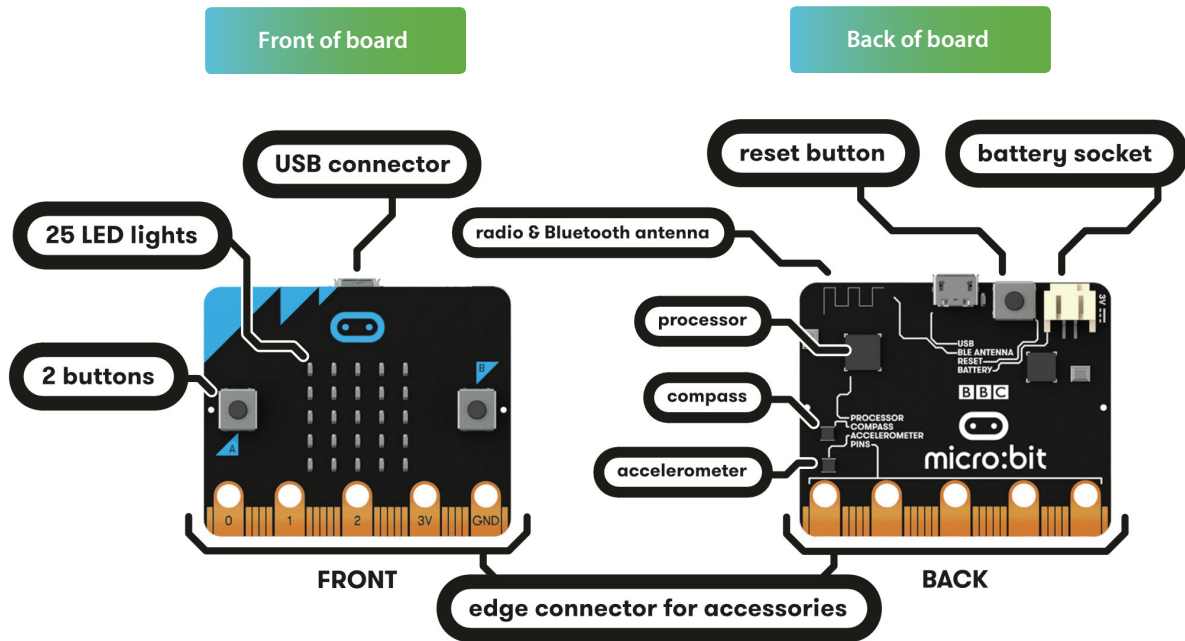 Front of board
Back of board
USB connector
reset button
battery socket
25 LED lights
radio & Bluetooth antenna
processor
2 buttons
compass
accelerometer
B
A
0
1
2
3V
GND
3V
USB
BLE ANTENNA
RESET
BATTERY
BBC
PROCESSOR
COMPASS
ACCELEROMETER
PINS
micro:bit
FRONT
BACK
edge connector for accessories